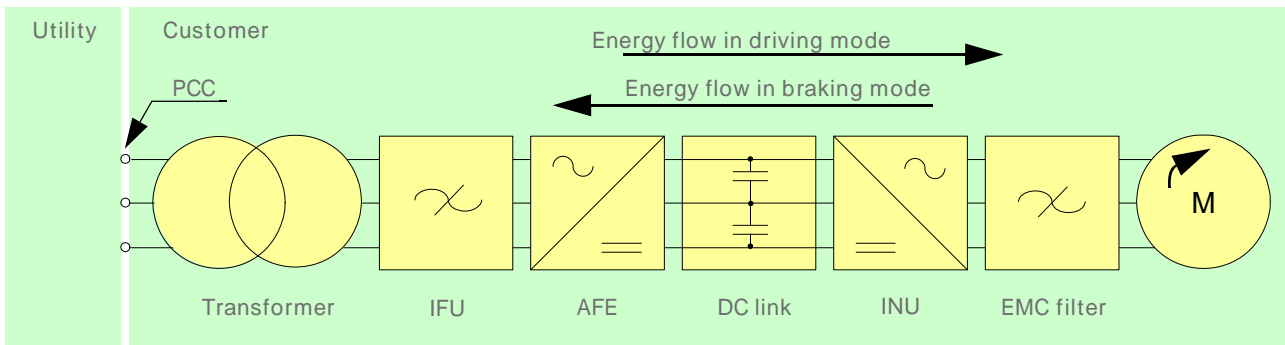 Utility
Customer
Energy flow in driving mode
Energy flow in braking mode
PCC
M
Transformer
IFU
AFE
DC link
INU
EMC filter